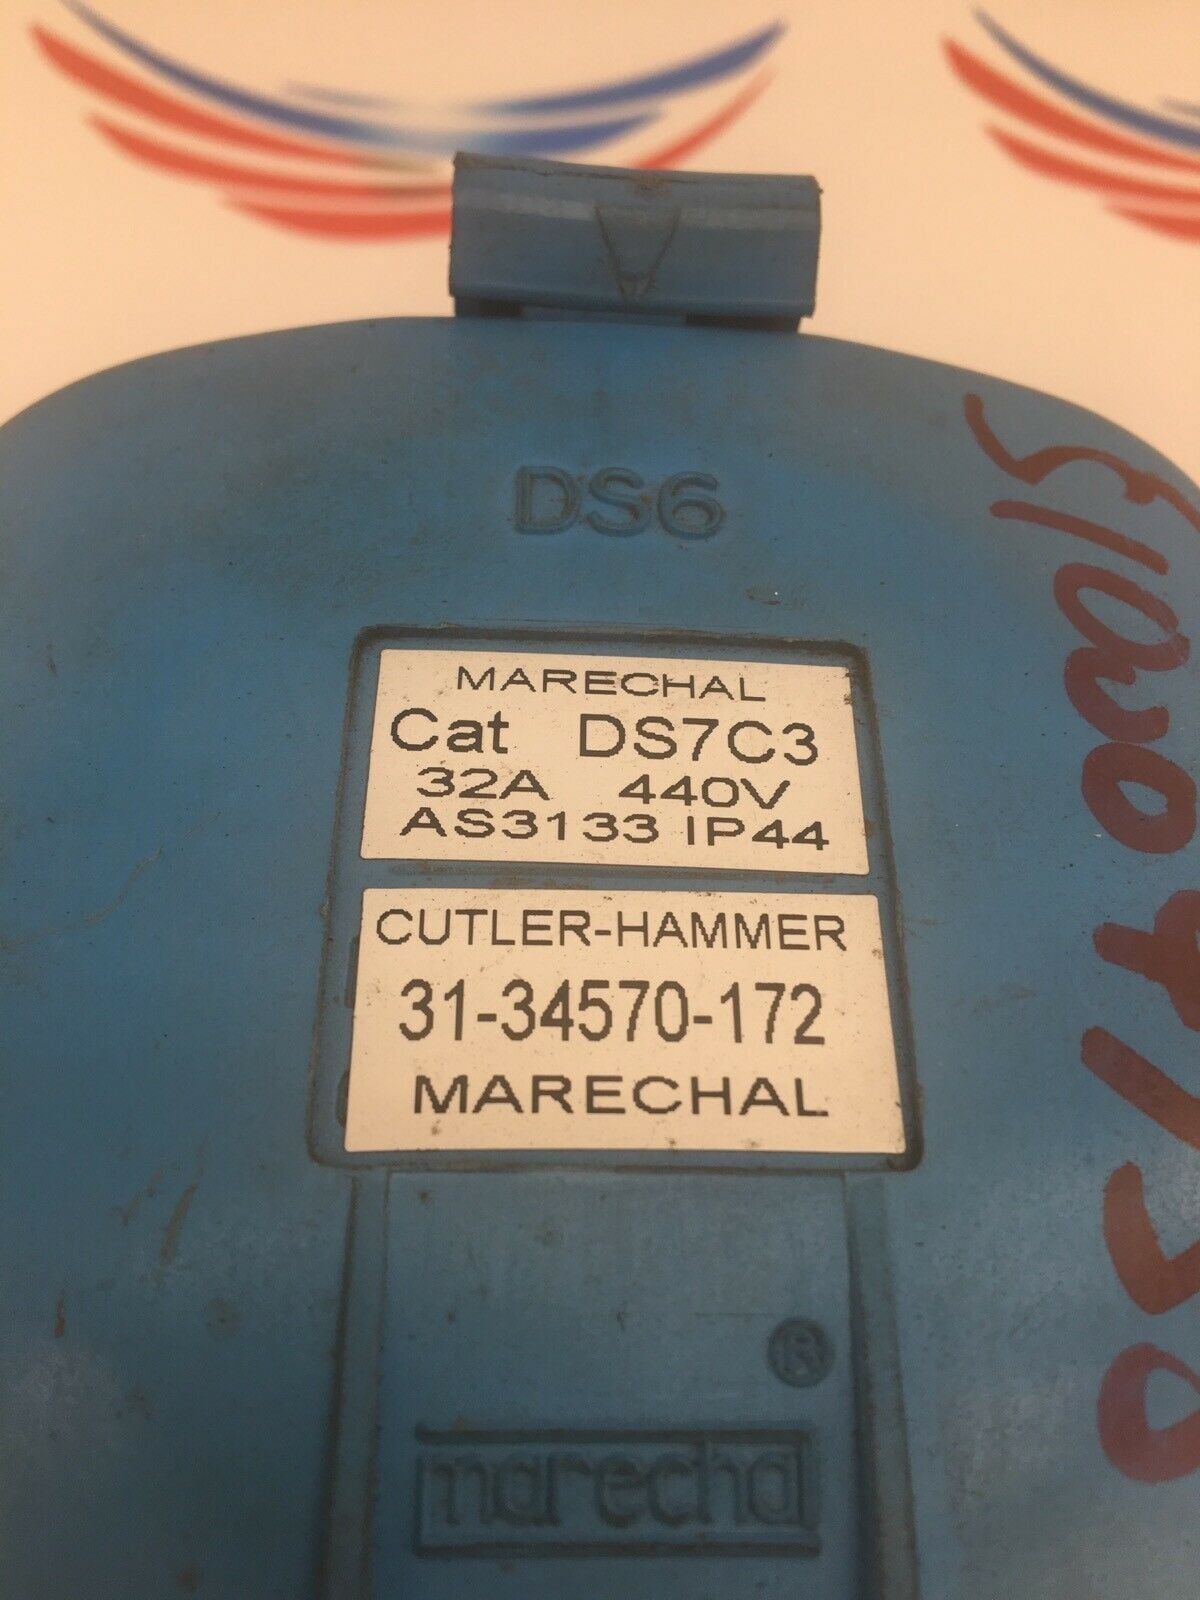 DS6
MARECHAL
Cat DS7C3
32A 440V
AS3133 IP44
CUTLER-HAMMER
31-34570-172
MARECHAL
®
marechal